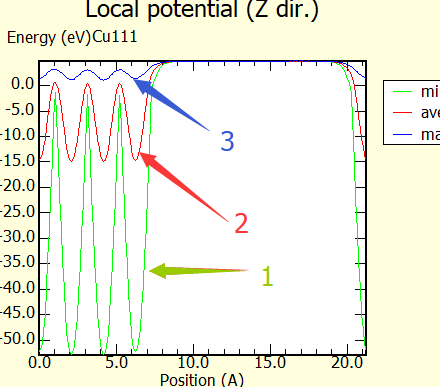 Local potential (Z dir.)
Energy (eV)Cu111
0.0
-5.0
-10.0
-15.0
-20.0
-25.0
-30.0
-35.0
-40.0
-45.0
-50.0
0.0 5.0 10.0 15.0 20.0
Position (A)
mi
ave
ma
3
2
1